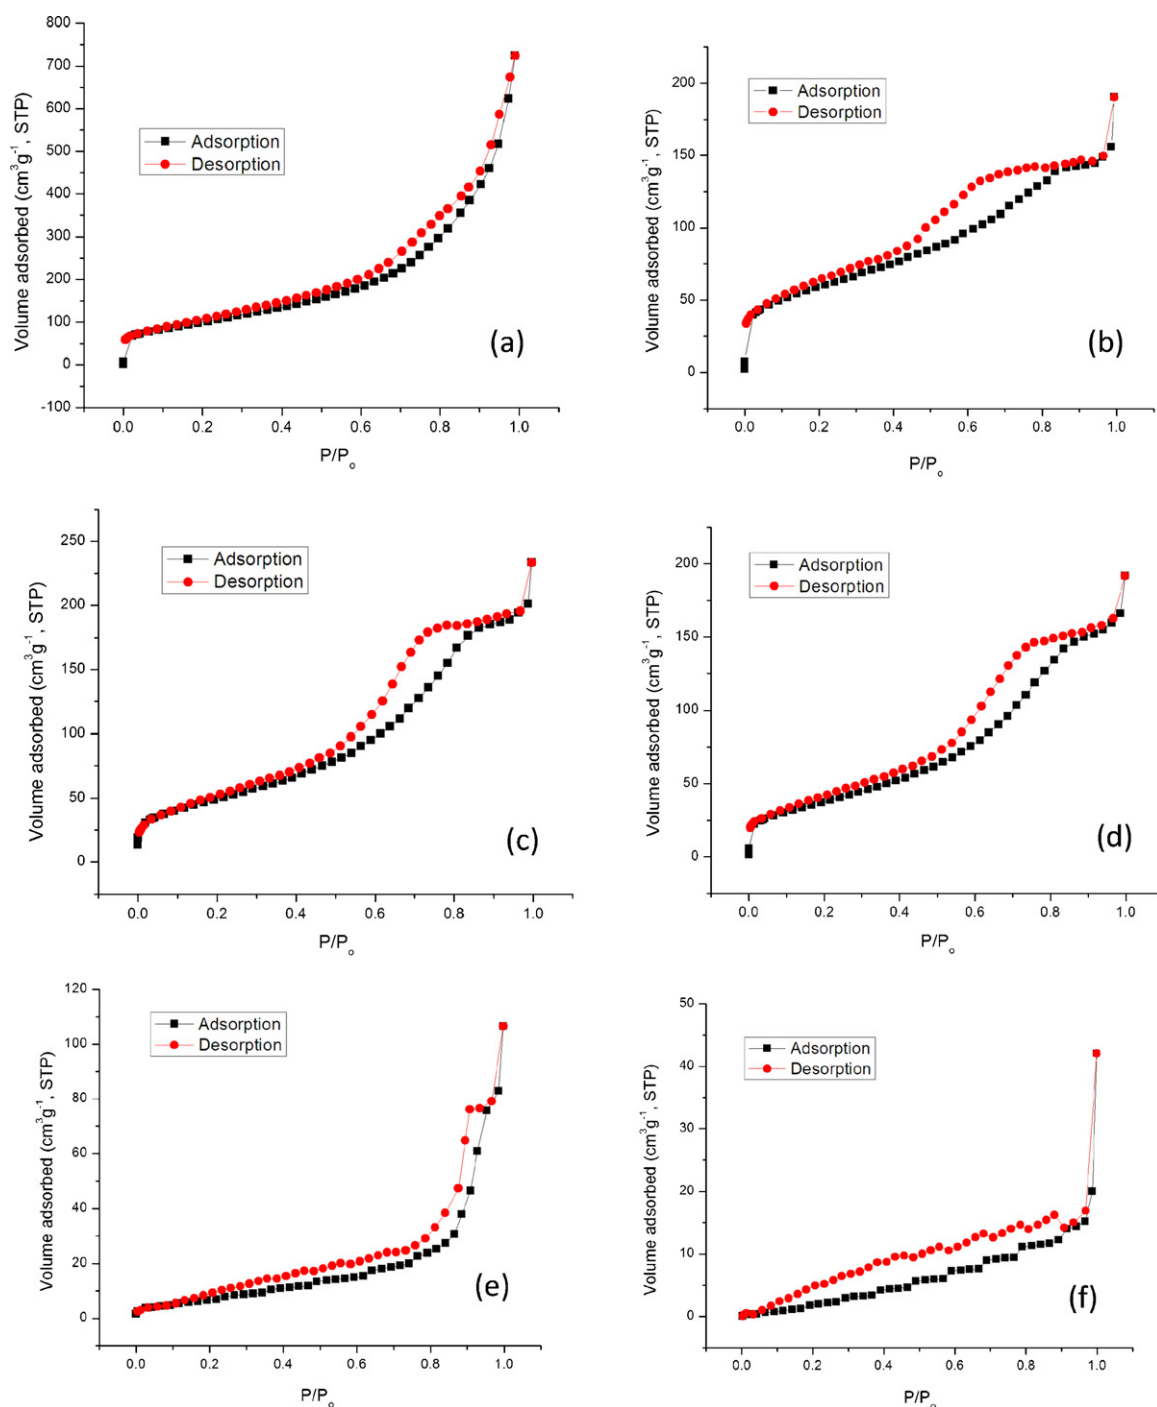 800
700
600
500
400
300
200
100
0
-100
Volume adsorbed (cm³g⁻¹, STP)
Adsorption
Desorption
(a)
0.0 0.2 0.4 0.6 0.8 1.0
P/Pₒ
200
150
100
50
0
Volume adsorbed (cm³g⁻¹, STP)
Adsorption
Desorption
(b)
0.0 0.2 0.4 0.6 0.8 1.0
P/Pₒ
250
200
150
100
50
0
Volume adsorbed (cm³g⁻¹, STP)
Adsorption
Desorption
(c)
0.0 0.2 0.4 0.6 0.8 1.0
P/Pₒ
200
150
100
50
0
Volume adsorbed (cm³g⁻¹, STP)
Adsorption
Desorption
(d)
0.0 0.2 0.4 0.6 0.8 1.0
P/Pₒ
120
100
80
60
40
20
0
Volume adsorbed (cm³g⁻¹, STP)
Adsorption
Desorption
(e)
0.0 0.2 0.4 0.6 0.8 1.0
P/Pₒ
50
40
30
20
10
0
Volume adsorbed (cm³g⁻¹, STP)
Adsorption
Desorption
(f)
0.0 0.2 0.4 0.6 0.8 1.0
P/Pₒ